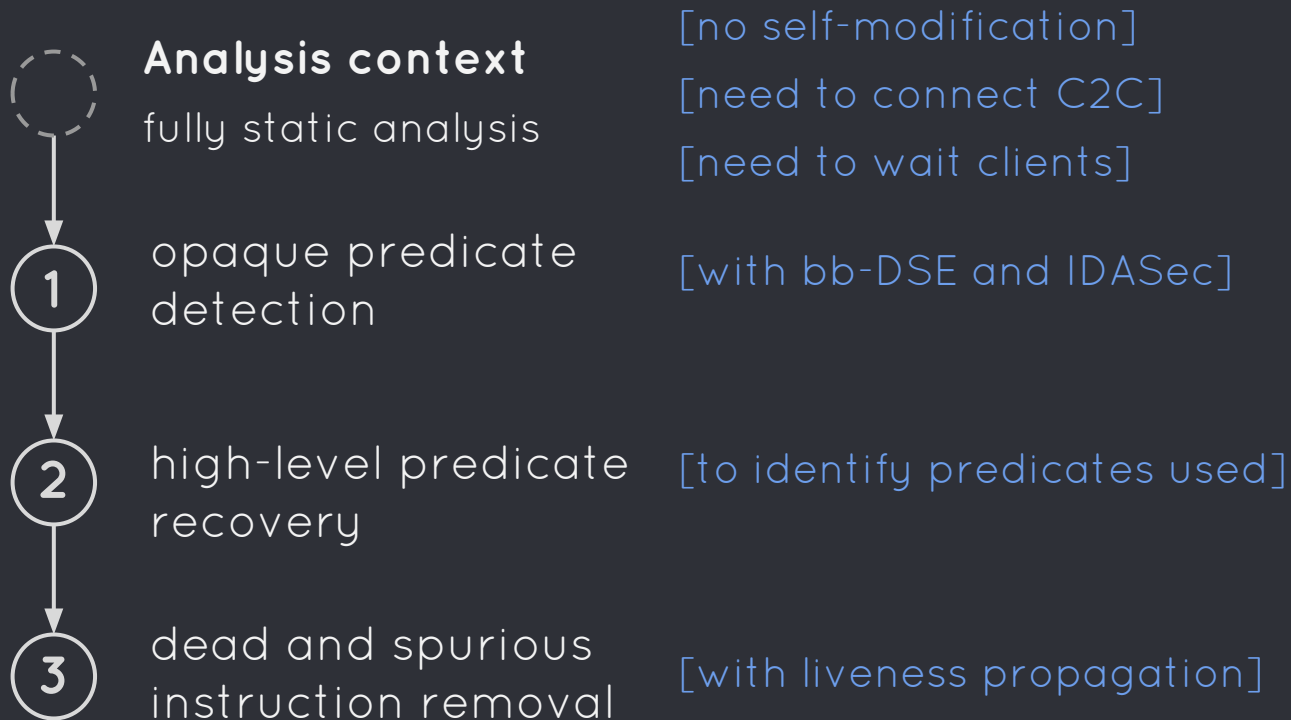 Analysis context
fully static analysis
[no self-modification]
[need to connect C2C]
[need to wait clients]
1
opaque predicate
detection
[with bb-DSE and IDASec]
2
high-level predicate
recovery
[to identify predicates used]
3
dead and spurious
instruction removal
[with liveness propagation]